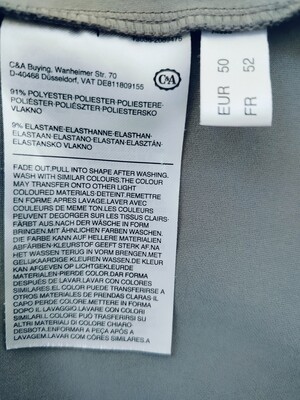 C&A Buying, Wanheimer Str. 70
D-40468 Düsseldorf, VAT DE811809155
C&A
91% POLYESTER-POLIESTER-POLIESTERE-
POLIÉSTER-POLIÉSZTER-POLIESTERSKO
VLAKNO
9% ELASTANE-ELASTHANNE-ELASTHAN-
ELASTAAN-ELASTANO-ELASTAN-ELASZTÁN-
ELASTANSKO VLAKNO
FADE OUT.PULL INTO SHAPE AFTER WASHING.
WASH WITH SIMILAR COLOURS.THE COLOUR
MAY TRANSFER ONTO OTHER LIGHT
COLOURED MATERIALS-DETEINT.REMETTRE
EN FORME APRES LAVAGE.LAVER AVEC
COULEURS DE MEME TON LES COULEURS
PEUVENT DEGORGER SUR LES TISSUS CLAIRS-
FÄRBT AUS.NACH DER WÄSCHE IN FORM
BRINGEN.MIT ÄHNLICHEN FARBEN WASCHEN.
DIE FARBE KANN AUF HELLERE MATERIALIEN
ABFÄRBEN-KLEURSTOF GEEFT STERK AF.NA
HET WASSEN TERUG IN VORM BRENGEN.MET
GELIJKAARDIGE KLEUREN WASSEN.DE KLEUR
KAN AFGEVEN OP LICHTGEKLEURDE
MATERIALEN-PIERDE COLOR.DAR FORMA
DESPUÉS DE LAVAR.LAVAR CON COLORES
SIMILARES.EL COLOR PUEDE TRANSFERIRSE A
OTROS MATERIALES DE PRENDAS CLARAS-IL
CAPO PERDE COLORE.RIMETTERE IN FORMA
DOPO IL LAVAGGIO.LAVARE CON COLORI
SIMILARI.IL COLORE PUÒ TRASFERIRSI SU
ALTRI MATERIALI DI COLORE CHIARO-
DESBOTA.ENFORMAR A PEÇA APÓS A
LAVAGEM.LAVAR COM CÔRES SIMILARES.A
EUR 50
FR 52